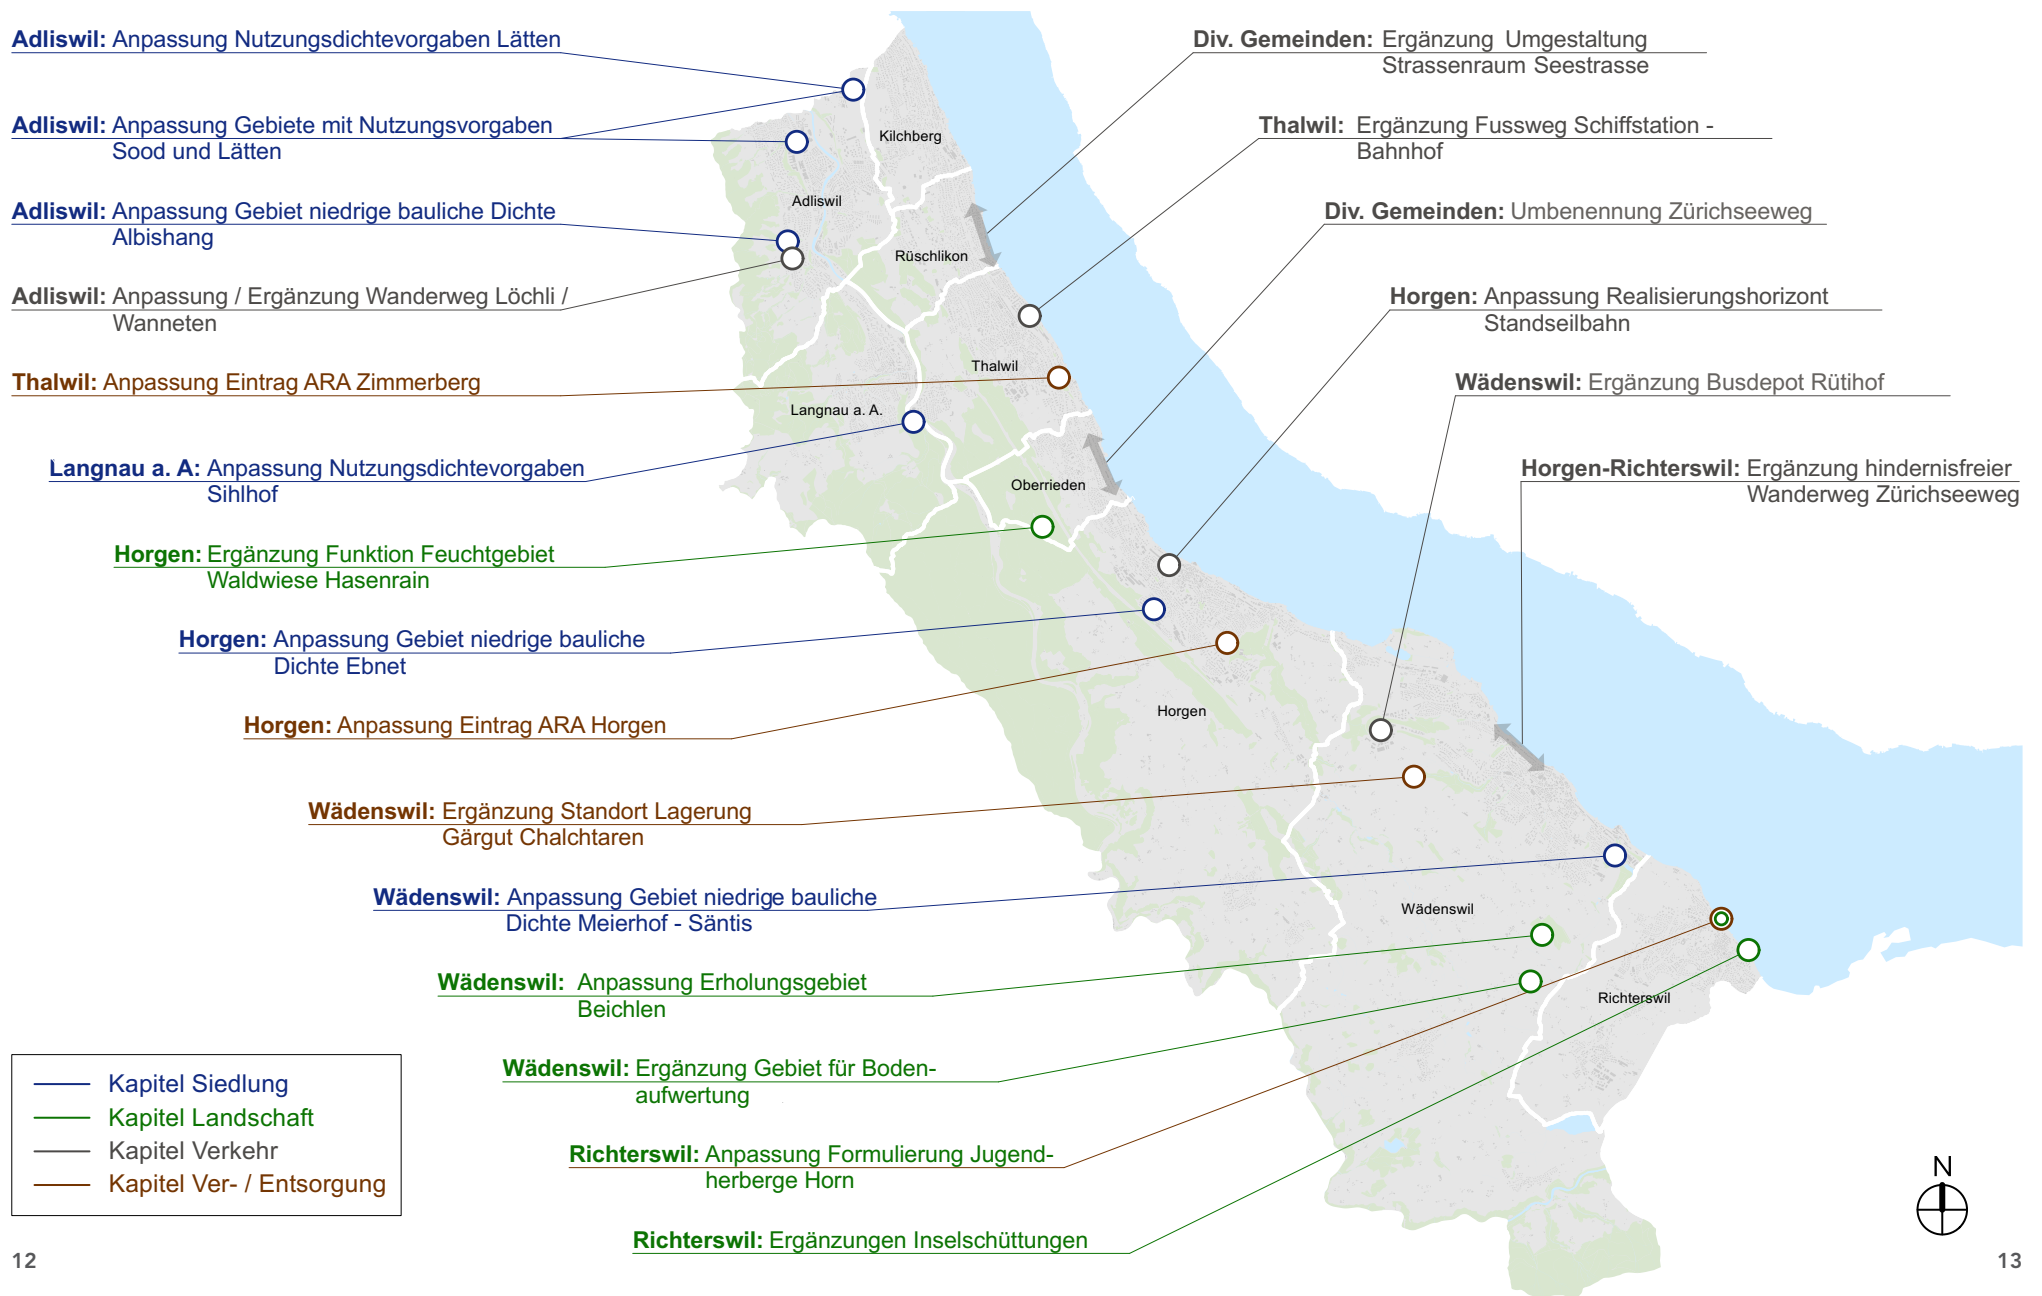 Adliswil: Anpassung Nutzungsdichtevorgaben Lätten
Adliswil: Anpassung Gebiete mit Nutzungsvorgaben
Sood und Lätten
Adliswil: Anpassung Gebiet niedrige bauliche Dichte
Albishang
Adliswil: Anpassung / Ergänzung Wanderweg Löchli /
Wanneten
Thalwil: Anpassung Eintrag ARA Zimmerberg
Langnau a. A: Anpassung Nutzungsdichtevorgaben
Sihlhof
Horgen: Ergänzung Funktion Feuchtgebiet
Waldwiese Hasenrain
Horgen: Anpassung Gebiet niedrige bauliche
Dichte Ebnet
Horgen: Anpassung Eintrag ARA Horgen
Wädenswil: Ergänzung Standort Lagerung
Gärgut Chalchtaren
Wädenswil: Anpassung Gebiet niedrige bauliche
Dichte Meierhof - Säntis
Wädenswil: Anpassung Erholungsgebiet
Beichlen
Wädenswil: Ergänzung Gebiet für Boden-
aufwertung
Richterswil: Anpassung Formulierung Jugend-
herberge Horn
Richterswil: Ergänzungen Inselschüttungen
Div. Gemeinden: Ergänzung Umgestaltung
Strassenraum Seestrasse
Thalwil: Ergänzung Fussweg Schiffstation -
Bahnhof
Div. Gemeinden: Umbenennung Zürichseeweg
Horgen: Anpassung Realisierungshorizont
Standseilbahn
Wädenswil: Ergänzung Busdepot Rütihof
Horgen-Richterswil: Ergänzung hindernisfreier
Wanderweg Zürichseeweg
Kilchberg
Adliswil
Rüschlikon
Thalwil
Langnau a. A.
Oberrieden
Horgen
Wädenswil
Richterswil
Kapitel Siedlung
Kapitel Landschaft
Kapitel Verkehr
Kapitel Ver- / Entsorgung
N
12
13